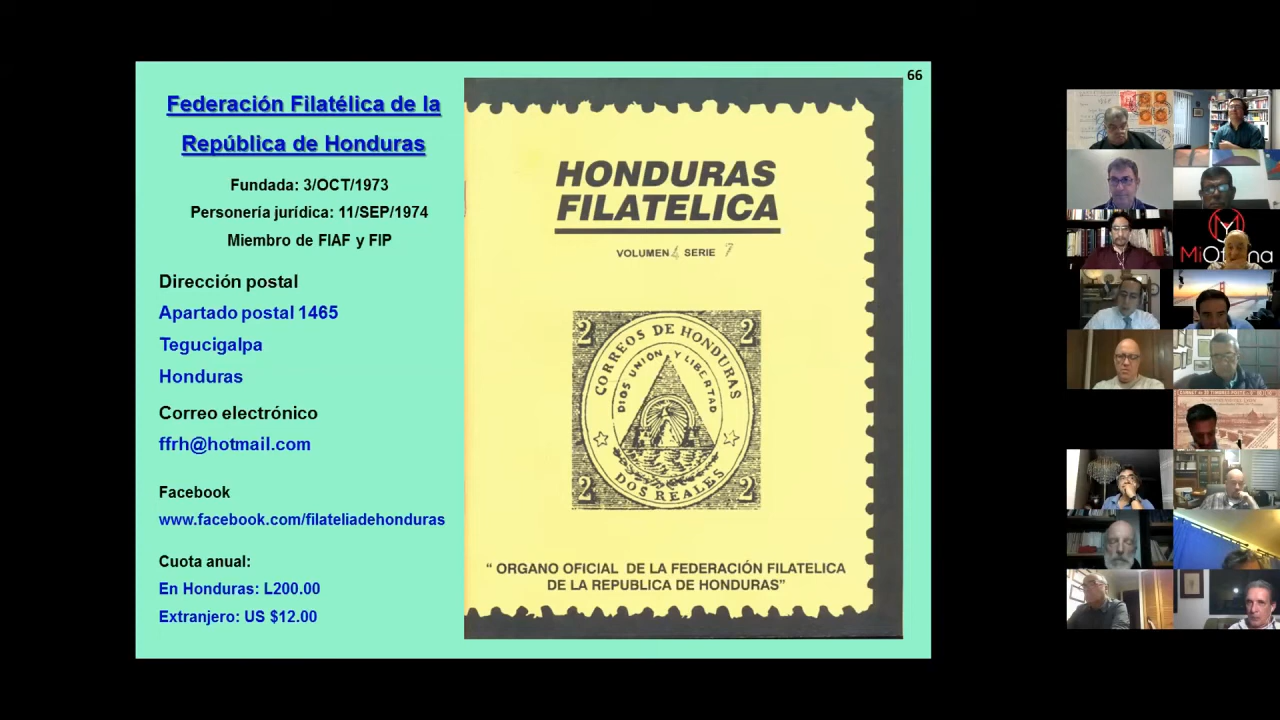 66
Federación Filatélica de la
República de Honduras
Fundada: 3/OCT/1973
Personería jurídica: 11/SEP/1974
Miembro de FIAF y FIP
Dirección postal
Apartado postal 1465
Tegucigalpa
Honduras
Correo electrónico
ffrh@hotmail.com
Facebook
www.facebook.com/filateliadehonduras
Cuota anual:
En Honduras: L200.00
Extranjero: US $12.00
HONDURAS
FILATELICA
VOLUMEN 4 SERIE 7
2 2
CORREOS DE HONDURAS
DIOS UNION Y LIBERTAD
DOS REALES
2 2
“ ORGANO OFICIAL DE LA FEDERACIÓN FILATELICA
DE LA REPUBLICA DE HONDURAS”